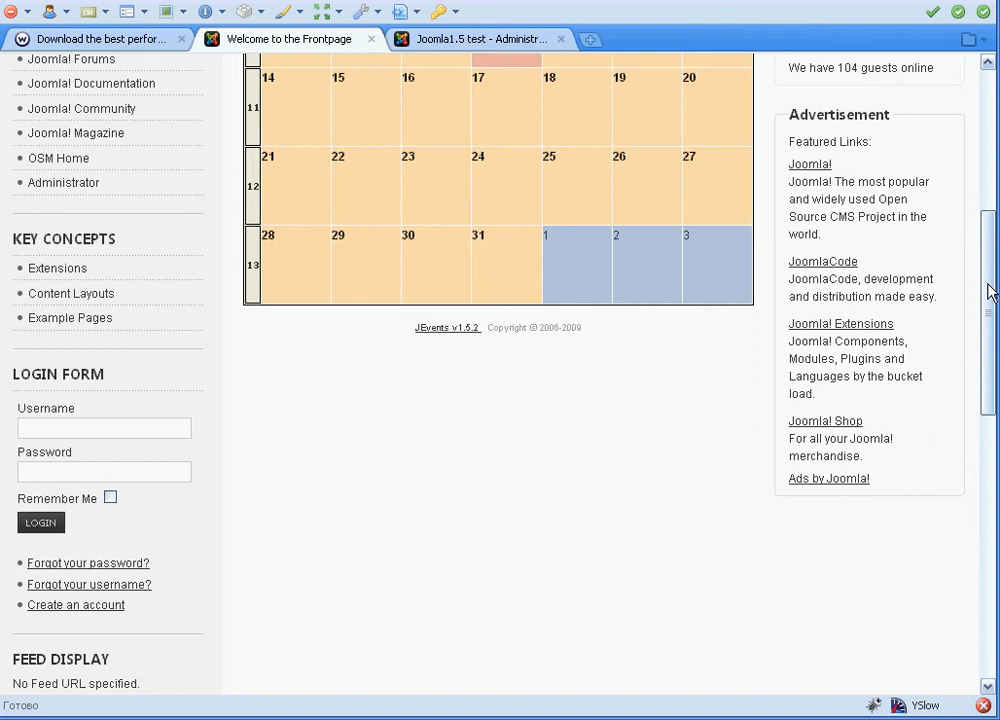 Download the best perfor...
Welcome to the Frontpage
Joomla1.5 test - Administr...
Joomla! Forums
Joomla! Documentation
Joomla! Community
Joomla! Magazine
OSM Home
Administrator
KEY CONCEPTS
Extensions
Content Layouts
Example Pages
LOGIN FORM
Username
Password
Remember Me
LOGIN
Forgot your password?
Forgot your username?
Create an account
FEED DISPLAY
No Feed URL specified.
11 14 15 16 17 18 19 20
12 21 22 23 24 25 26 27
13 28 29 30 31 1 2 3
JEvents v1.5.2 Copyright © 2006-2009
We have 104 guests online
Advertisement
Featured Links:
Joomla!
Joomla! The most popular
and widely used Open
Source CMS Project in the
world.
JoomlaCode
JoomlaCode, development
and distribution made easy.
Joomla! Extensions
Joomla! Components,
Modules, Plugins and
Languages by the bucket
load.
Joomla! Shop
For all your Joomla!
merchandise.
Ads by Joomla!
Готово
YSlow